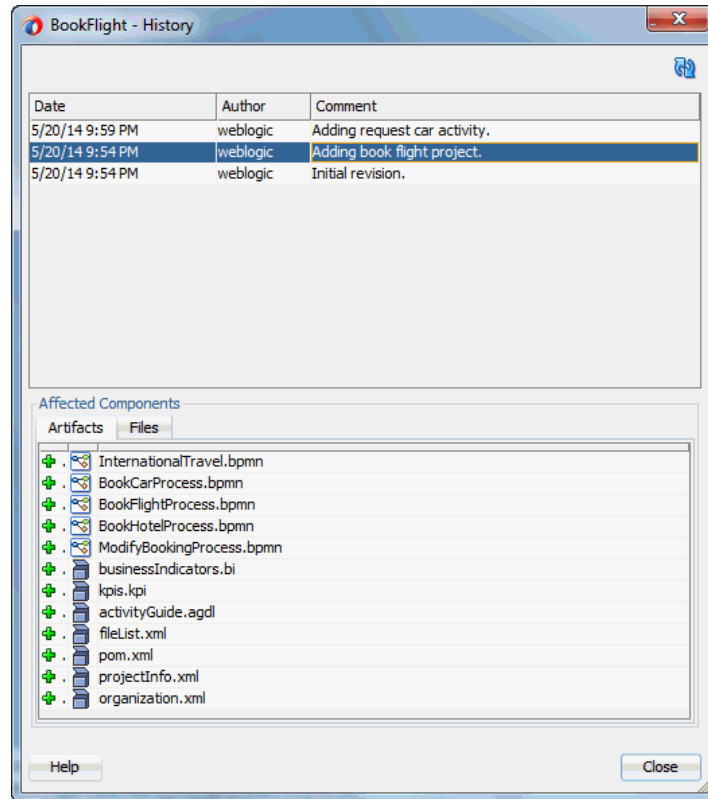 BookFlight - History
Date Author Comment
5/20/14 9:59 PM weblogic Adding request car activity.
5/20/14 9:54 PM weblogic Adding book flight project.
5/20/14 9:54 PM weblogic Initial revision.
Affected Components
Artifacts Files
. InternationalTravel.bpmn
. BookCarProcess.bpmn
. BookFlightProcess.bpmn
. BookHotelProcess.bpmn
. ModifyBookingProcess.bpmn
. businessIndicators.bi
. kpis.kpi
. activityGuide.agdl
. fileList.xml
. pom.xml
. projectInfo.xml
. organization.xml
Help Close